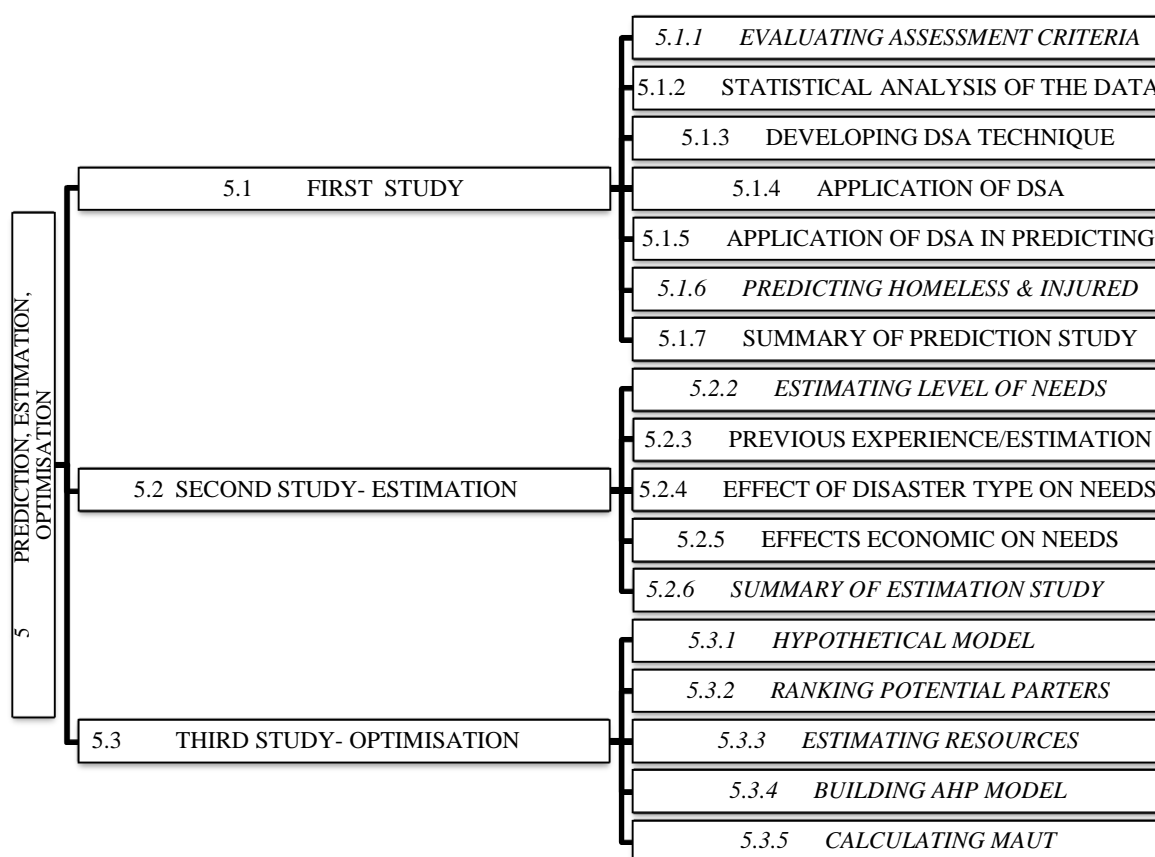 5 PREDICTION, ESTIMATION,
OPTIMISATION
5.1 FIRST STUDY
5.1.1 EVALUATING ASSESSMENT CRITERIA
5.1.2 STATISTICAL ANALYSIS OF THE DATA
5.1.3 DEVELOPING DSA TECHNIQUE
5.1.4 APPLICATION OF DSA
5.1.5 APPLICATION OF DSA IN PREDICTING
5.1.6 PREDICTING HOMELESS & INJURED
5.1.7 SUMMARY OF PREDICTION STUDY
5.2 SECOND STUDY- ESTIMATION
5.2.2 ESTIMATING LEVEL OF NEEDS
5.2.3 PREVIOUS EXPERIENCE/ESTIMATION
5.2.4 EFFECT OF DISASTER TYPE ON NEEDS
5.2.5 EFFECTS ECONOMIC ON NEEDS
5.2.6 SUMMARY OF ESTIMATION STUDY
5.3 THIRD STUDY- OPTIMISATION
5.3.1 HYPOTHETICAL MODEL
5.3.2 RANKING POTENTIAL PARTERS
5.3.3 ESTIMATING RESOURCES
5.3.4 BUILDING AHP MODEL
5.3.5 CALCULATING MAUT